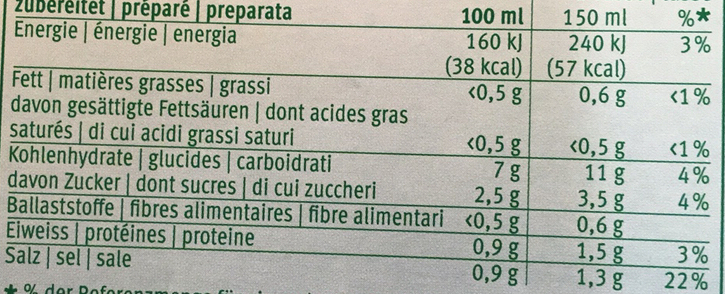 zubereitet | préparé | preparata 100 ml 150 ml %*
Energie | énergie | energia 160 kJ 240 kJ 3%
(38 kcal) (57 kcal)
Fett | matières grasses | grassi <0,5 g 0,6 g <1%
davon gesättigte Fettsäuren | dont acides gras
saturés | di cui acidi grassi saturi <0,5 g <0,5 g <1%
Kohlenhydrate | glucides | carboidrati 7 g 11 g 4%
davon Zucker | dont sucres | di cui zuccheri 2,5 g 3,5 g 4%
Ballaststoffe | fibres alimentaires | fibre alimentari <0,5 g 0,6 g
Eiweiss | protéines | proteine 0,9 g 1,5 g 3%
Salz | sel | sale 0,9 g 1,3 g 22%
* % der